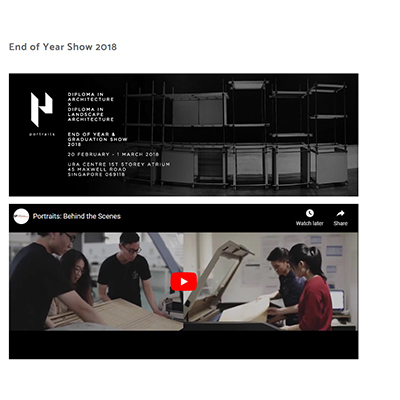 End of Year Show 2018
portraits
DIPLOMA IN
ARCHITECTURE
X
DIPLOMA IN
LANDSCAPE
ARCHITECTURE
END OF YEAR &
GRADUATION SHOW
2018
20 FEBRUARY - 1 MARCH 2018
URA CENTRE 1ST STOREY ATRIUM
45 MAXWELL ROAD
SINGAPORE 069118
Portraits: Behind the Scenes
Watch later
Share